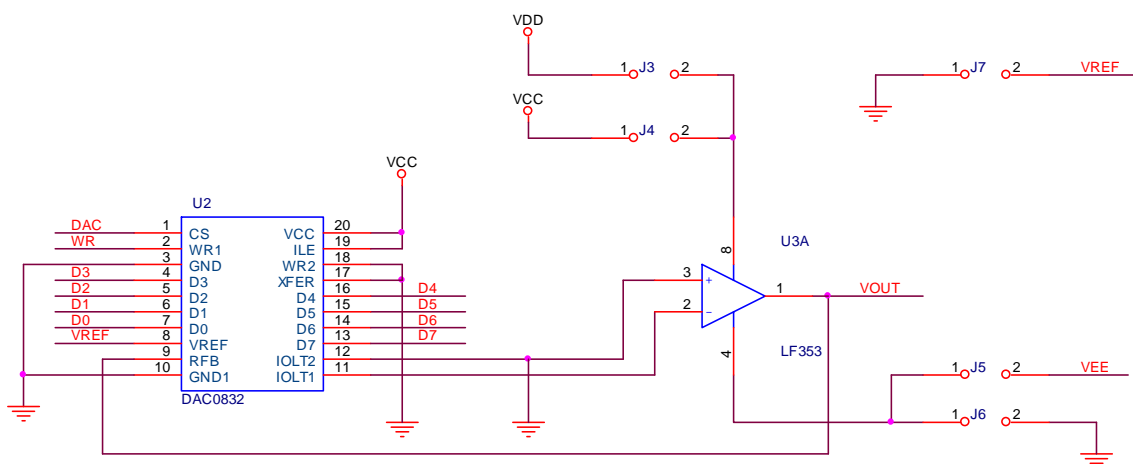 VDD
1 J3 2
1 J7 2 VREF
VCC
1 J4 2
VCC
U2
DAC 1 CS VCC 20
WR 2 WR1 ILE 19
3 GND WR2 18
D3 4 D3 XFER 17
D2 5 D2 D4 16 D4
D1 6 D1 D5 15 D5
D0 7 D0 D6 14 D6
VREF 8 VREF D7 13 D7
9 RFB IOLT2 12
10 GND1 IOLT1 11
DAC0832
8 U3A
3 +
2 −
1 VOUT
4 LF353
1 J5 2 VEE
1 J6 2